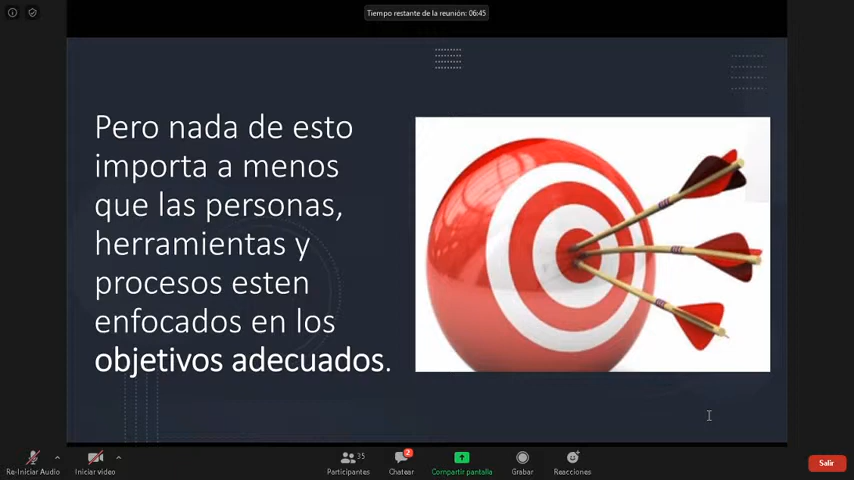 Tiempo restante de la reunión: 06:45
Pero nada de esto
importa a menos
que las personas,
herramientas y
procesos esten
enfocados en los
objetivos adecuados.
Re-Iniciar Audio
Iniciar video
35
Participantes
2
Chatear
Compartir pantalla
Grabar
Reacciones
Salir